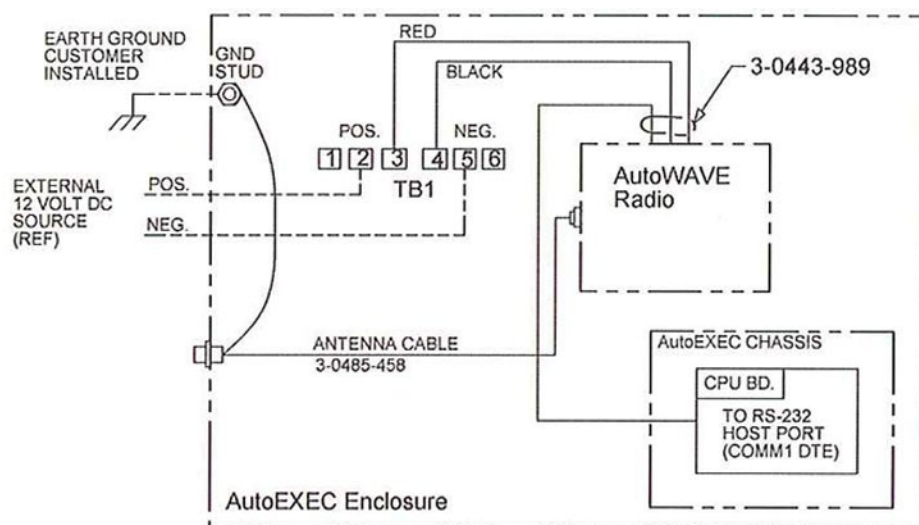 EARTH GROUND
CUSTOMER
INSTALLED
GND
STUD
RED
BLACK
3-0443-989
POS.
NEG.
1 2 3 4 5 6
TB1
AutoWAVE
Radio
EXTERNAL
12 VOLT DC
SOURCE
(REF)
POS.
NEG.
ANTENNA CABLE
3-0485-458
AutoEXEC CHASSIS
CPU BD.
TO RS-232
HOST PORT
(COMM1 DTE)
AutoEXEC Enclosure